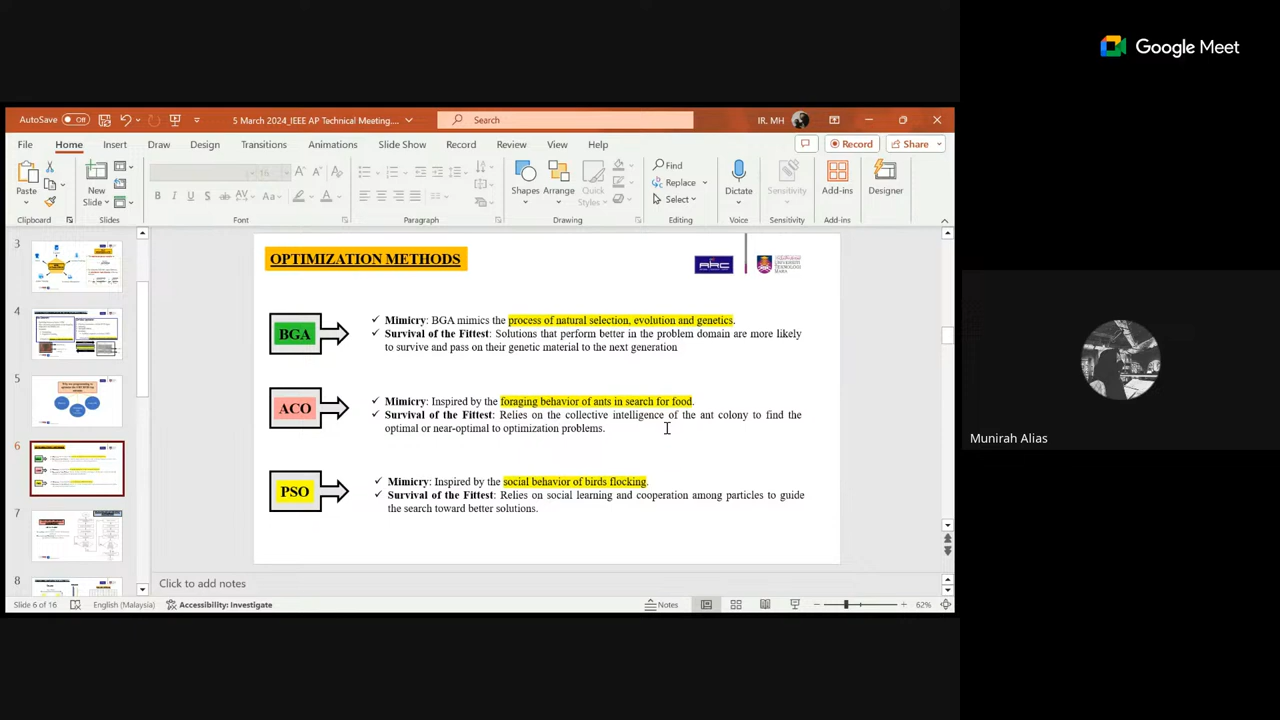 Google Meet
AutoSave Off 5 March 2024_IEEE AP Technical Meeting.... Search IR. MH
File Home Insert Draw Design Transitions Animations Slide Show Record Review View Help Record Share
Paste New Slide 16 Shapes Arrange Quick Styles Find Replace Select Dictate Sensitivity Add-ins Designer
Clipboard Slides Font Paragraph Drawing Editing Voice Sensitivity Add-ins
3
4
5
6
7
8
OPTIMIZATION METHODS
ARC
UNIVERSITI TEKNOLOGI MARA
BGA
Mimicry: BGA mimics the process of natural selection, evolution and genetics.
Survival of the Fittest: Solutions that perform better in the problem domain are more likely
to survive and pass on their genetic material to the next generation
ACO
Mimicry: Inspired by the foraging behavior of ants in search for food.
Survival of the Fittest: Relies on the collective intelligence of the ant colony to find the
optimal or near-optimal to optimization problems.
PSO
Mimicry: Inspired by the social behavior of birds flocking.
Survival of the Fittest: Relies on social learning and cooperation among particles to guide
the search toward better solutions.
Click to add notes
Slide 6 of 16 English (Malaysia) Accessibility: Investigate Notes 62%
Munirah Alias